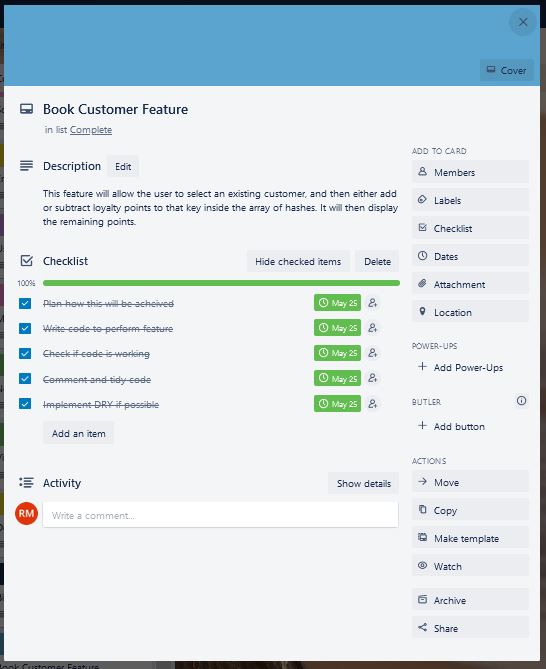 Cover
Book Customer Feature
in list Complete
ADD TO CARD
Description Edit
Members
This feature will allow the user to select an existing customer, and then either add
or subtract loyalty points to that key inside the array of hashes. It will then display
the remaining points.
Labels
Checklist
Dates
Attachment
Location
Checklist Hide checked items Delete
100%
Plan how this will be acheived May 25
Write code to perform feature May 25
Check if code is working May 25
Comment and tidy code May 25
Implement DRY if possible May 25
Add an item
POWER-UPS
Add Power-Ups
BUTLER
Add button
ACTIONS
Move
Copy
Make template
Watch
Archive
Share
Activity Show details
RM Write a comment...
Book Customer Feature